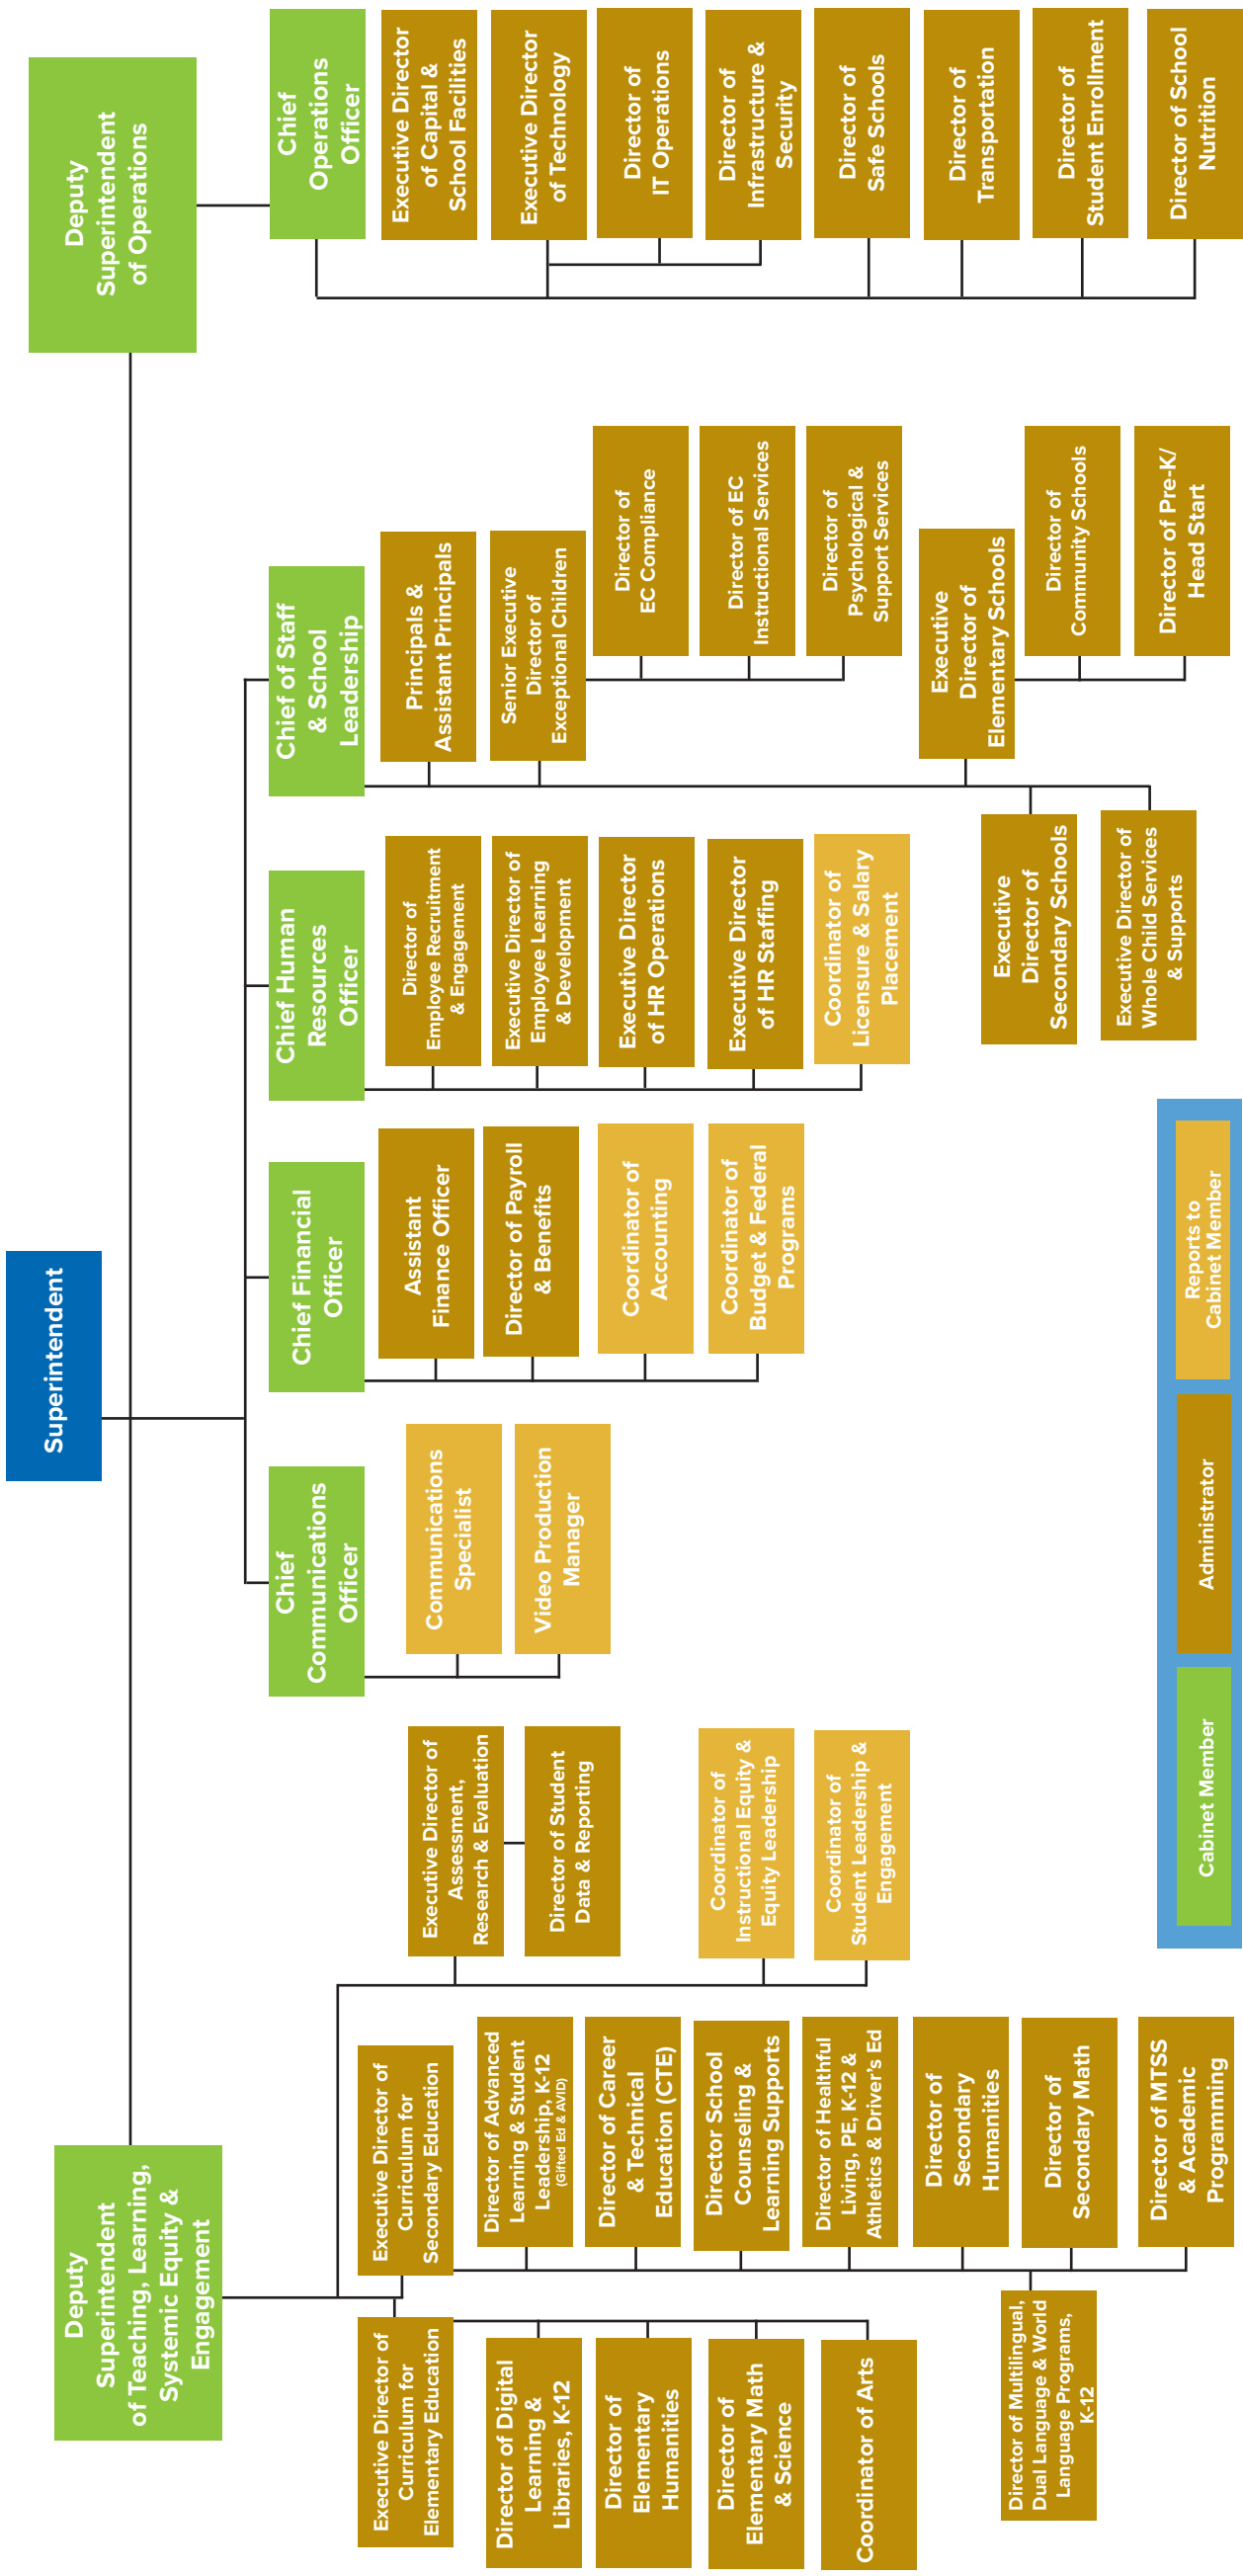 Superintendent
Deputy
Superintendent
of Teaching, Learning,
Systemic Equity &
Engagement
Deputy
Superintendent
of Operations
Executive Director of
Curriculum for
Elementary Education
Director of Digital
Learning &
Libraries, K-12
Director of
Elementary
Humanities
Director of
Elementary Math
& Science
Coordinator of Arts
Executive Director of
Curriculum for
Secondary Education
Director of Advanced
Learning & Student
Leadership, K-12
(Gifted Ed & AVID)
Director of Career
& Technical
Education (CTE)
Director School
Counseling &
Learning Supports
Director of Healthful
Living, PE, K-12 &
Athletics & Driver's Ed
Director of
Secondary
Humanities
Director of
Secondary Math
Director of MTSS
& Academic
Programming
Director of Multilingual,
Dual Language & World
Language Programs,
K-12
Executive Director of
Assessment,
Research & Evaluation
Director of Student
Data & Reporting
Coordinator of
Instructional Equity &
Equity Leadership
Coordinator of
Student Leadership &
Engagement
Chief
Communications
Officer
Communications
Specialist
Video Production
Manager
Chief Financial
Officer
Assistant
Finance Officer
Director of Payroll
& Benefits
Coordinator of
Accounting
Coordinator of
Budget & Federal
Programs
Chief Human
Resources
Officer
Director of
Employee Recruitment
& Engagement
Executive Director of
Employee Learning
& Development
Executive Director
of HR Operations
Executive Director
of HR Staffing
Coordinator of
Licensure & Salary
Placement
Chief of Staff
& School
Leadership
Principals &
Assistant Principals
Senior Executive
Director of
Exceptional Children
Director of
EC Compliance
Director of EC
Instructional Services
Director of
Psychological &
Support Services
Executive
Director of
Elementary Schools
Director of
Community Schools
Director of Pre-K/
Head Start
Executive
Director of
Secondary Schools
Executive Director of
Whole Child Services
& Supports
Chief
Operations
Officer
Executive Director
of Capital &
School Facilities
Executive Director
of Technology
Director of
IT Operations
Director of
Infrastructure &
Security
Director of
Safe Schools
Director of
Transportation
Director of
Student Enrollment
Director of School
Nutrition
Cabinet Member
Administrator
Reports to
Cabinet Member